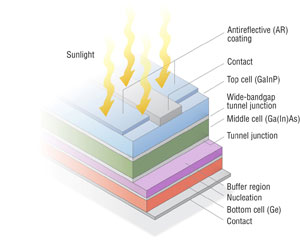 Sunlight
Antireflective (AR)
coating
Contact
Top cell (GaInP)
Wide-bandgap
tunnel junction
Middle cell (Ga(In)As)
Tunnel junction
Buffer region
Nucleation
Bottom cell (Ge)
Contact